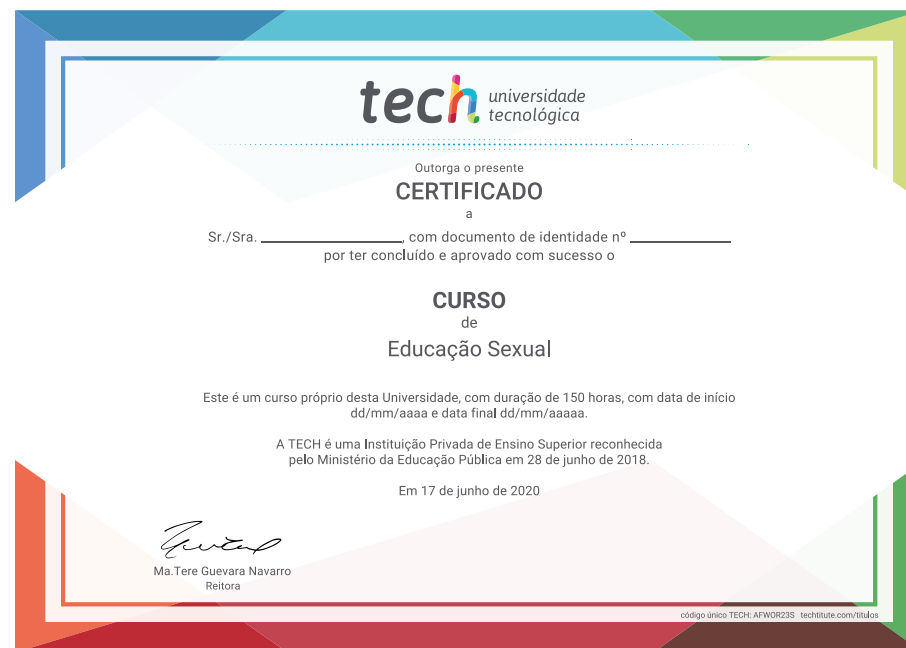 tech universidade
tecnológica
Outorga o presente
CERTIFICADO
a
Sr./Sra. ____________________, com documento de identidade nº ______________
por ter concluído e aprovado com sucesso o
CURSO
de
Educação Sexual
Este é um curso próprio desta Universidade, com duração de 150 horas, com data de início
dd/mm/aaaa e data final dd/mm/aaaaa.
A TECH é uma Instituição Privada de Ensino Superior reconhecida
pelo Ministério da Educação Pública em 28 de junho de 2018.
Em 17 de junho de 2020
Ma.Tere Guevara Navarro
Reitora
código único TECH: AFWOR23S techtitute.com/titulos